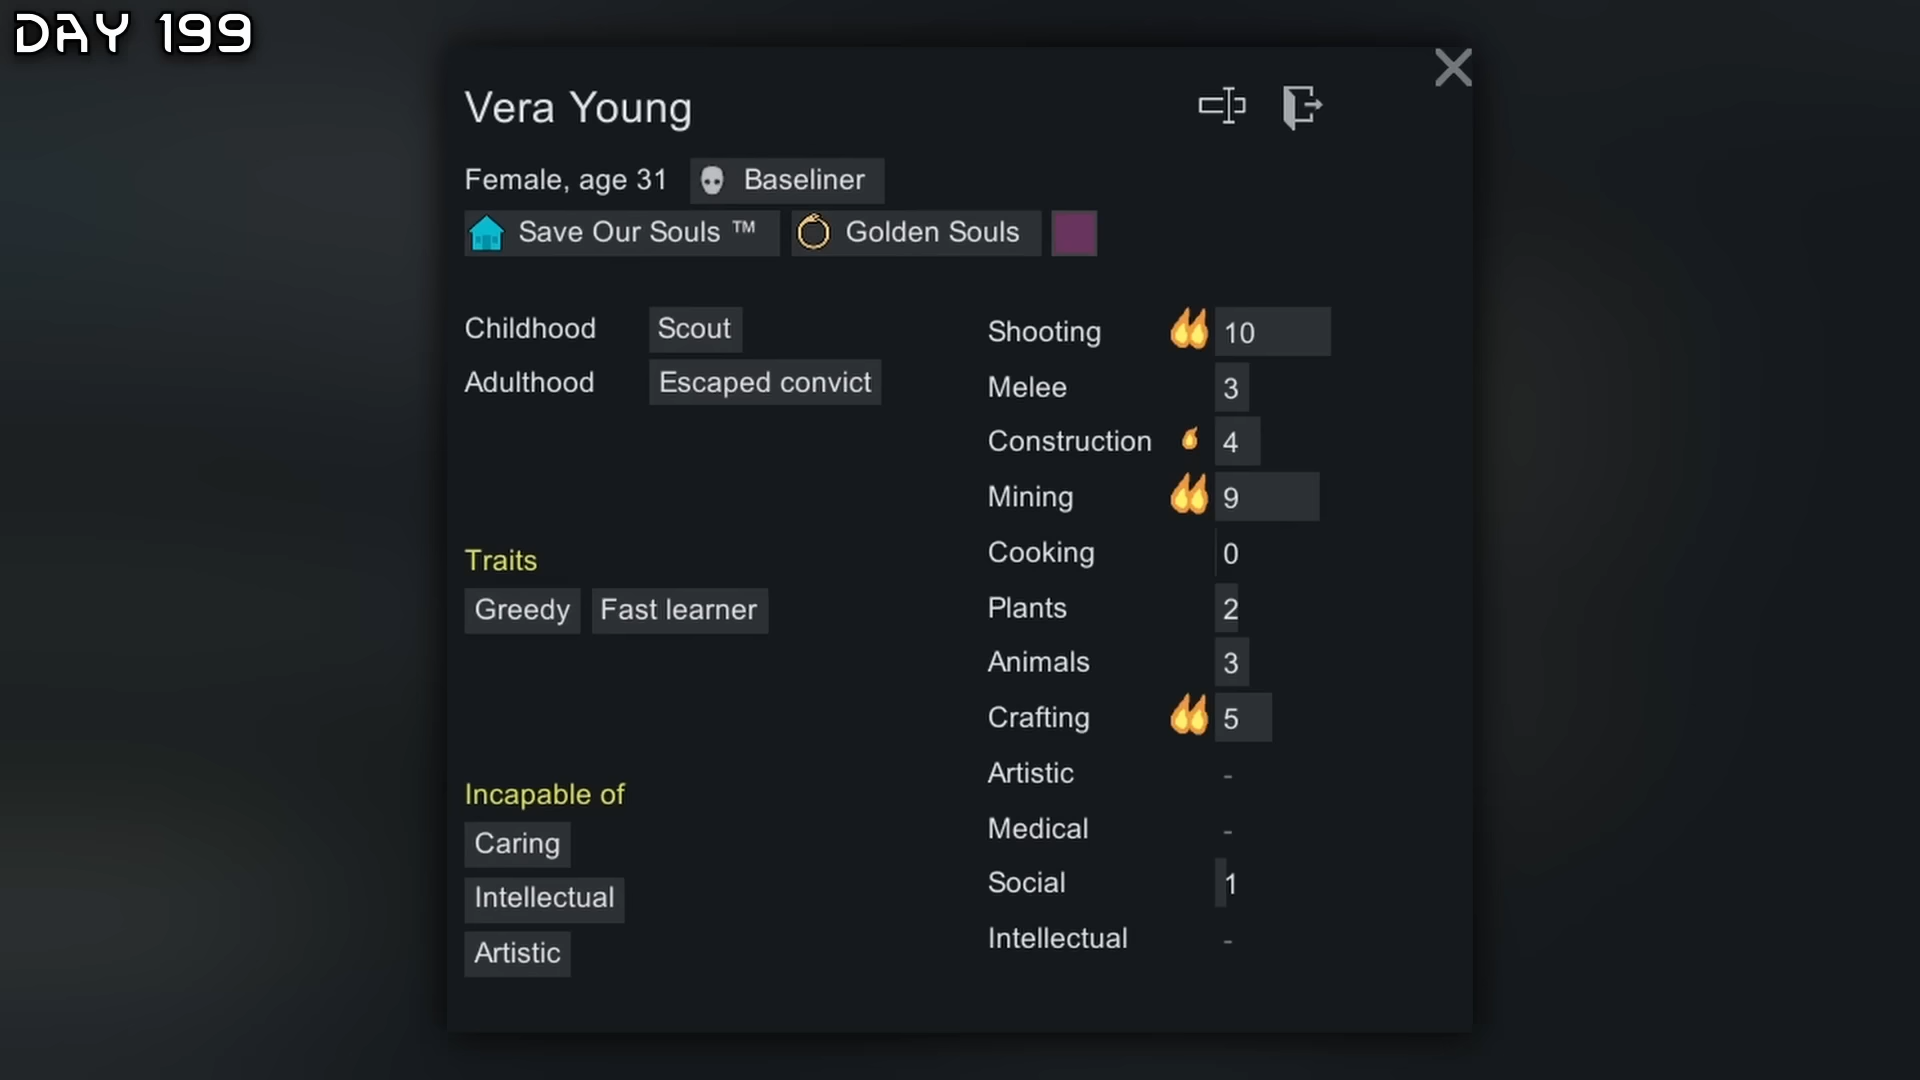 DAY 199
Vera Young
Female, age 31 Baseliner
Save Our Souls ™ Golden Souls
Childhood Scout
Adulthood Escaped convict
Traits
Greedy Fast learner
Incapable of
Caring
Intellectual
Artistic
Shooting 10
Melee 3
Construction 4
Mining 9
Cooking 0
Plants 2
Animals 3
Crafting 5
Artistic -
Medical -
Social 1
Intellectual -